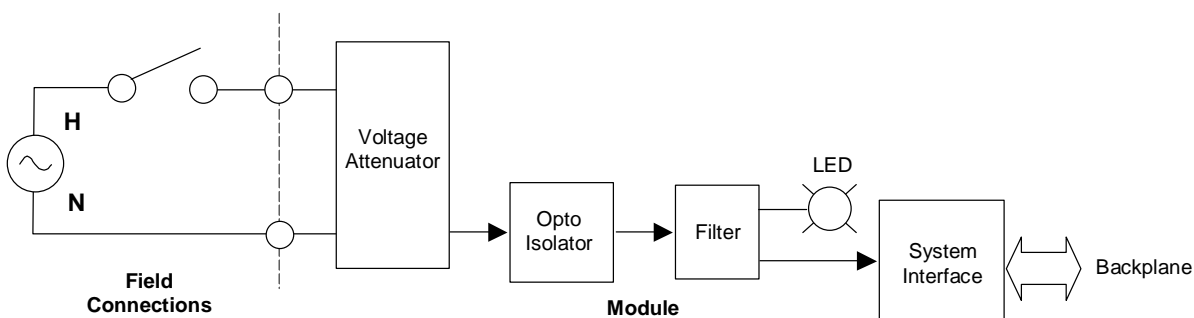 H
N
Voltage
Attenuator
Opto
Isolator
Filter
LED
System
Interface
Backplane
Field
Connections
Module